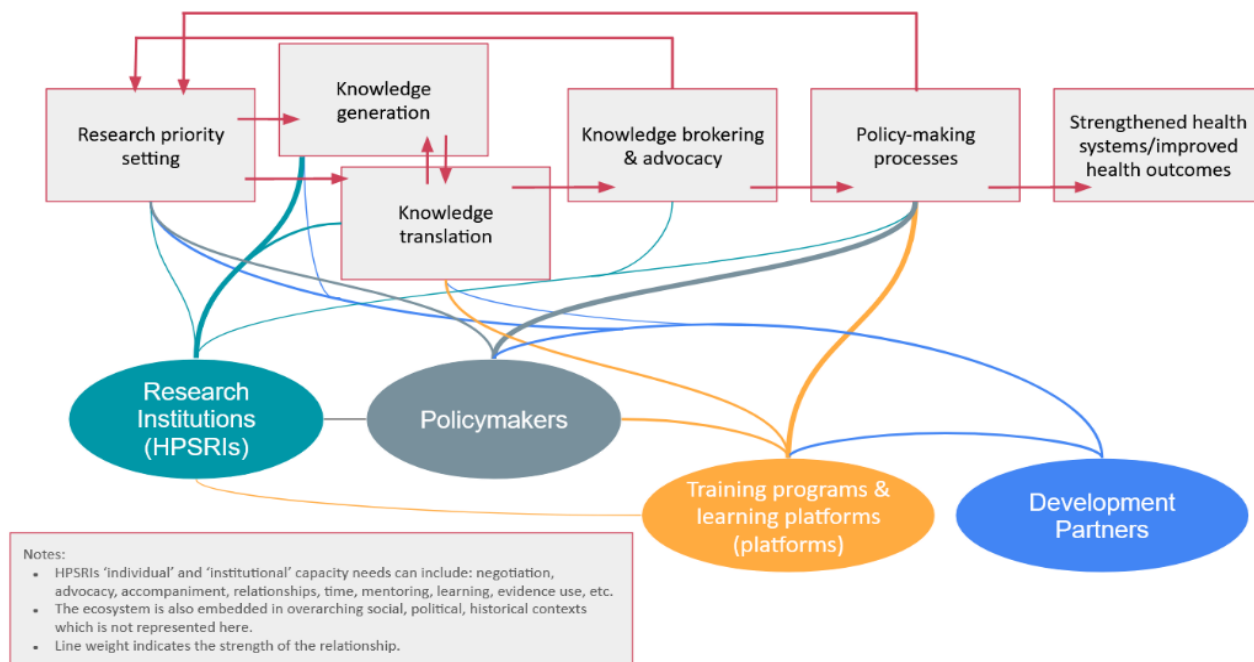 Research priority
setting
Knowledge
generation
Knowledge
translation
Knowledge brokering
& advocacy
Policy-making
processes
Strengthened health
systems/improved
health outcomes
Research
Institutions
(HPSRIs)
Policymakers
Training programs &
learning platforms
(platforms)
Development
Partners
Notes:
• HPSRIs ‘individual’ and ‘institutional’ capacity needs can include: negotiation,
advocacy, accompaniment, relationships, time, mentoring, learning, evidence use, etc.
• The ecosystem is also embedded in overarching social, political, historical contexts
which is not represented here.
• Line weight indicates the strength of the relationship.